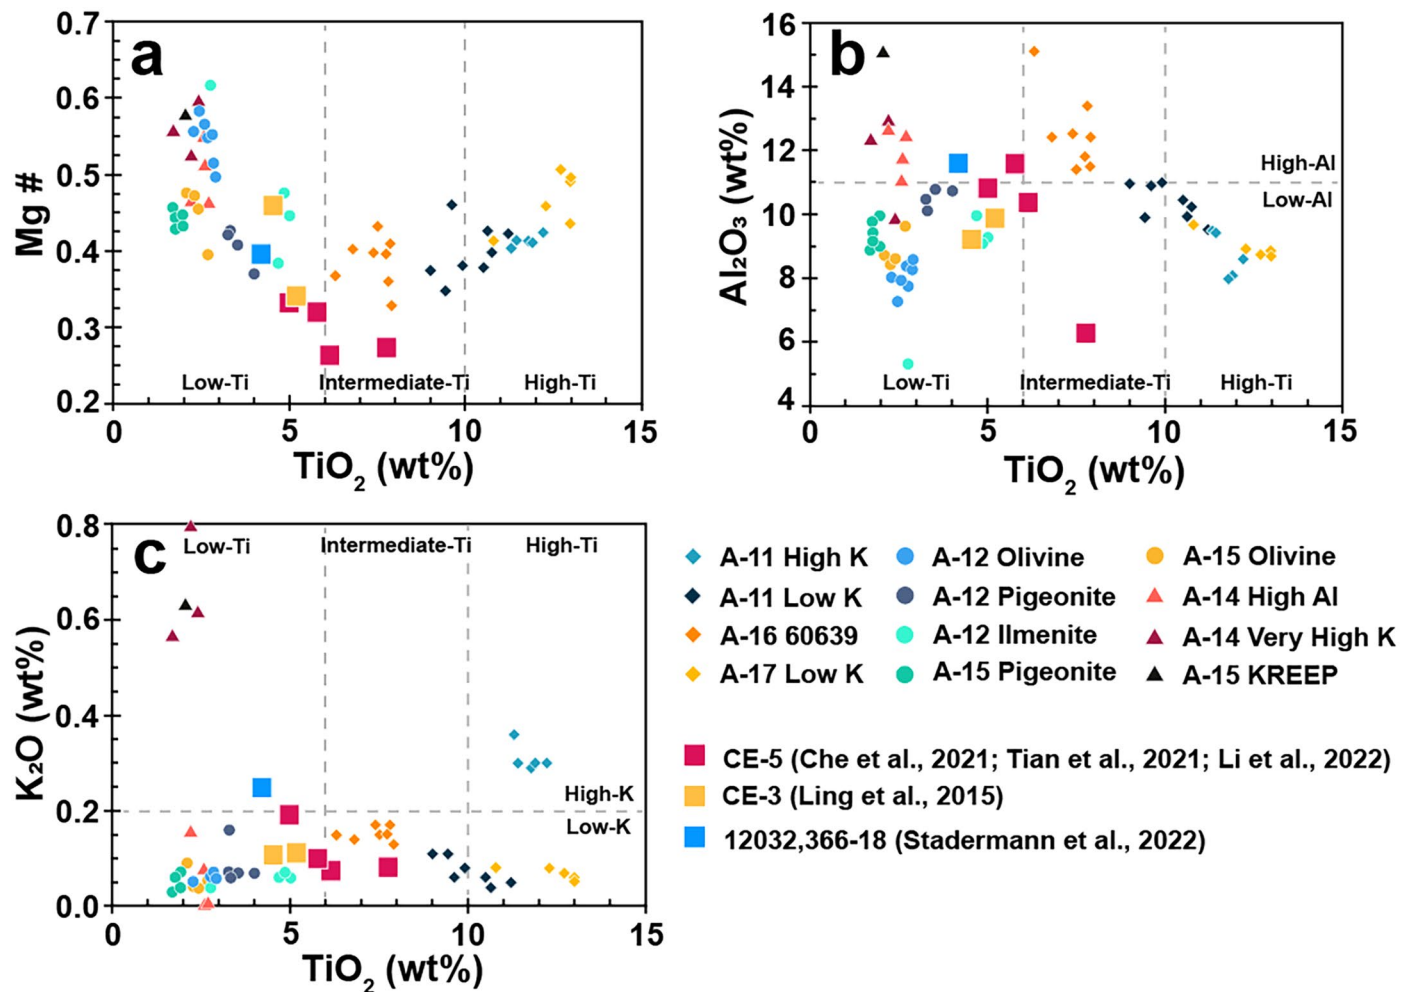 a
0.7
0.6
0.5
0.4
0.3
0.2
Mg #
Low-Ti
Intermediate-Ti
High-Ti
0
5
10
15
TiO₂ (wt%)
b
16
14
12
10
8
6
4
Al₂O₃ (wt%)
High-Al
Low-Al
Low-Ti
Intermediate-Ti
High-Ti
0
5
10
15
TiO₂ (wt%)
c
Low-Ti
Intermediate-Ti
High-Ti
0.8
0.6
0.4
0.2
0.0
K₂O (wt%)
High-K
Low-K
0
5
10
15
TiO₂ (wt%)
A-11 High K
A-11 Low K
A-16 60639
A-17 Low K
A-12 Olivine
A-12 Pigeonite
A-12 Ilmenite
A-15 Pigeonite
A-15 Olivine
A-14 High Al
A-14 Very High K
A-15 KREEP
CE-5 (Che et al., 2021; Tian et al., 2021; Li et al., 2022)
CE-3 (Ling et al., 2015)
12032,366-18 (Stadermann et al., 2022)